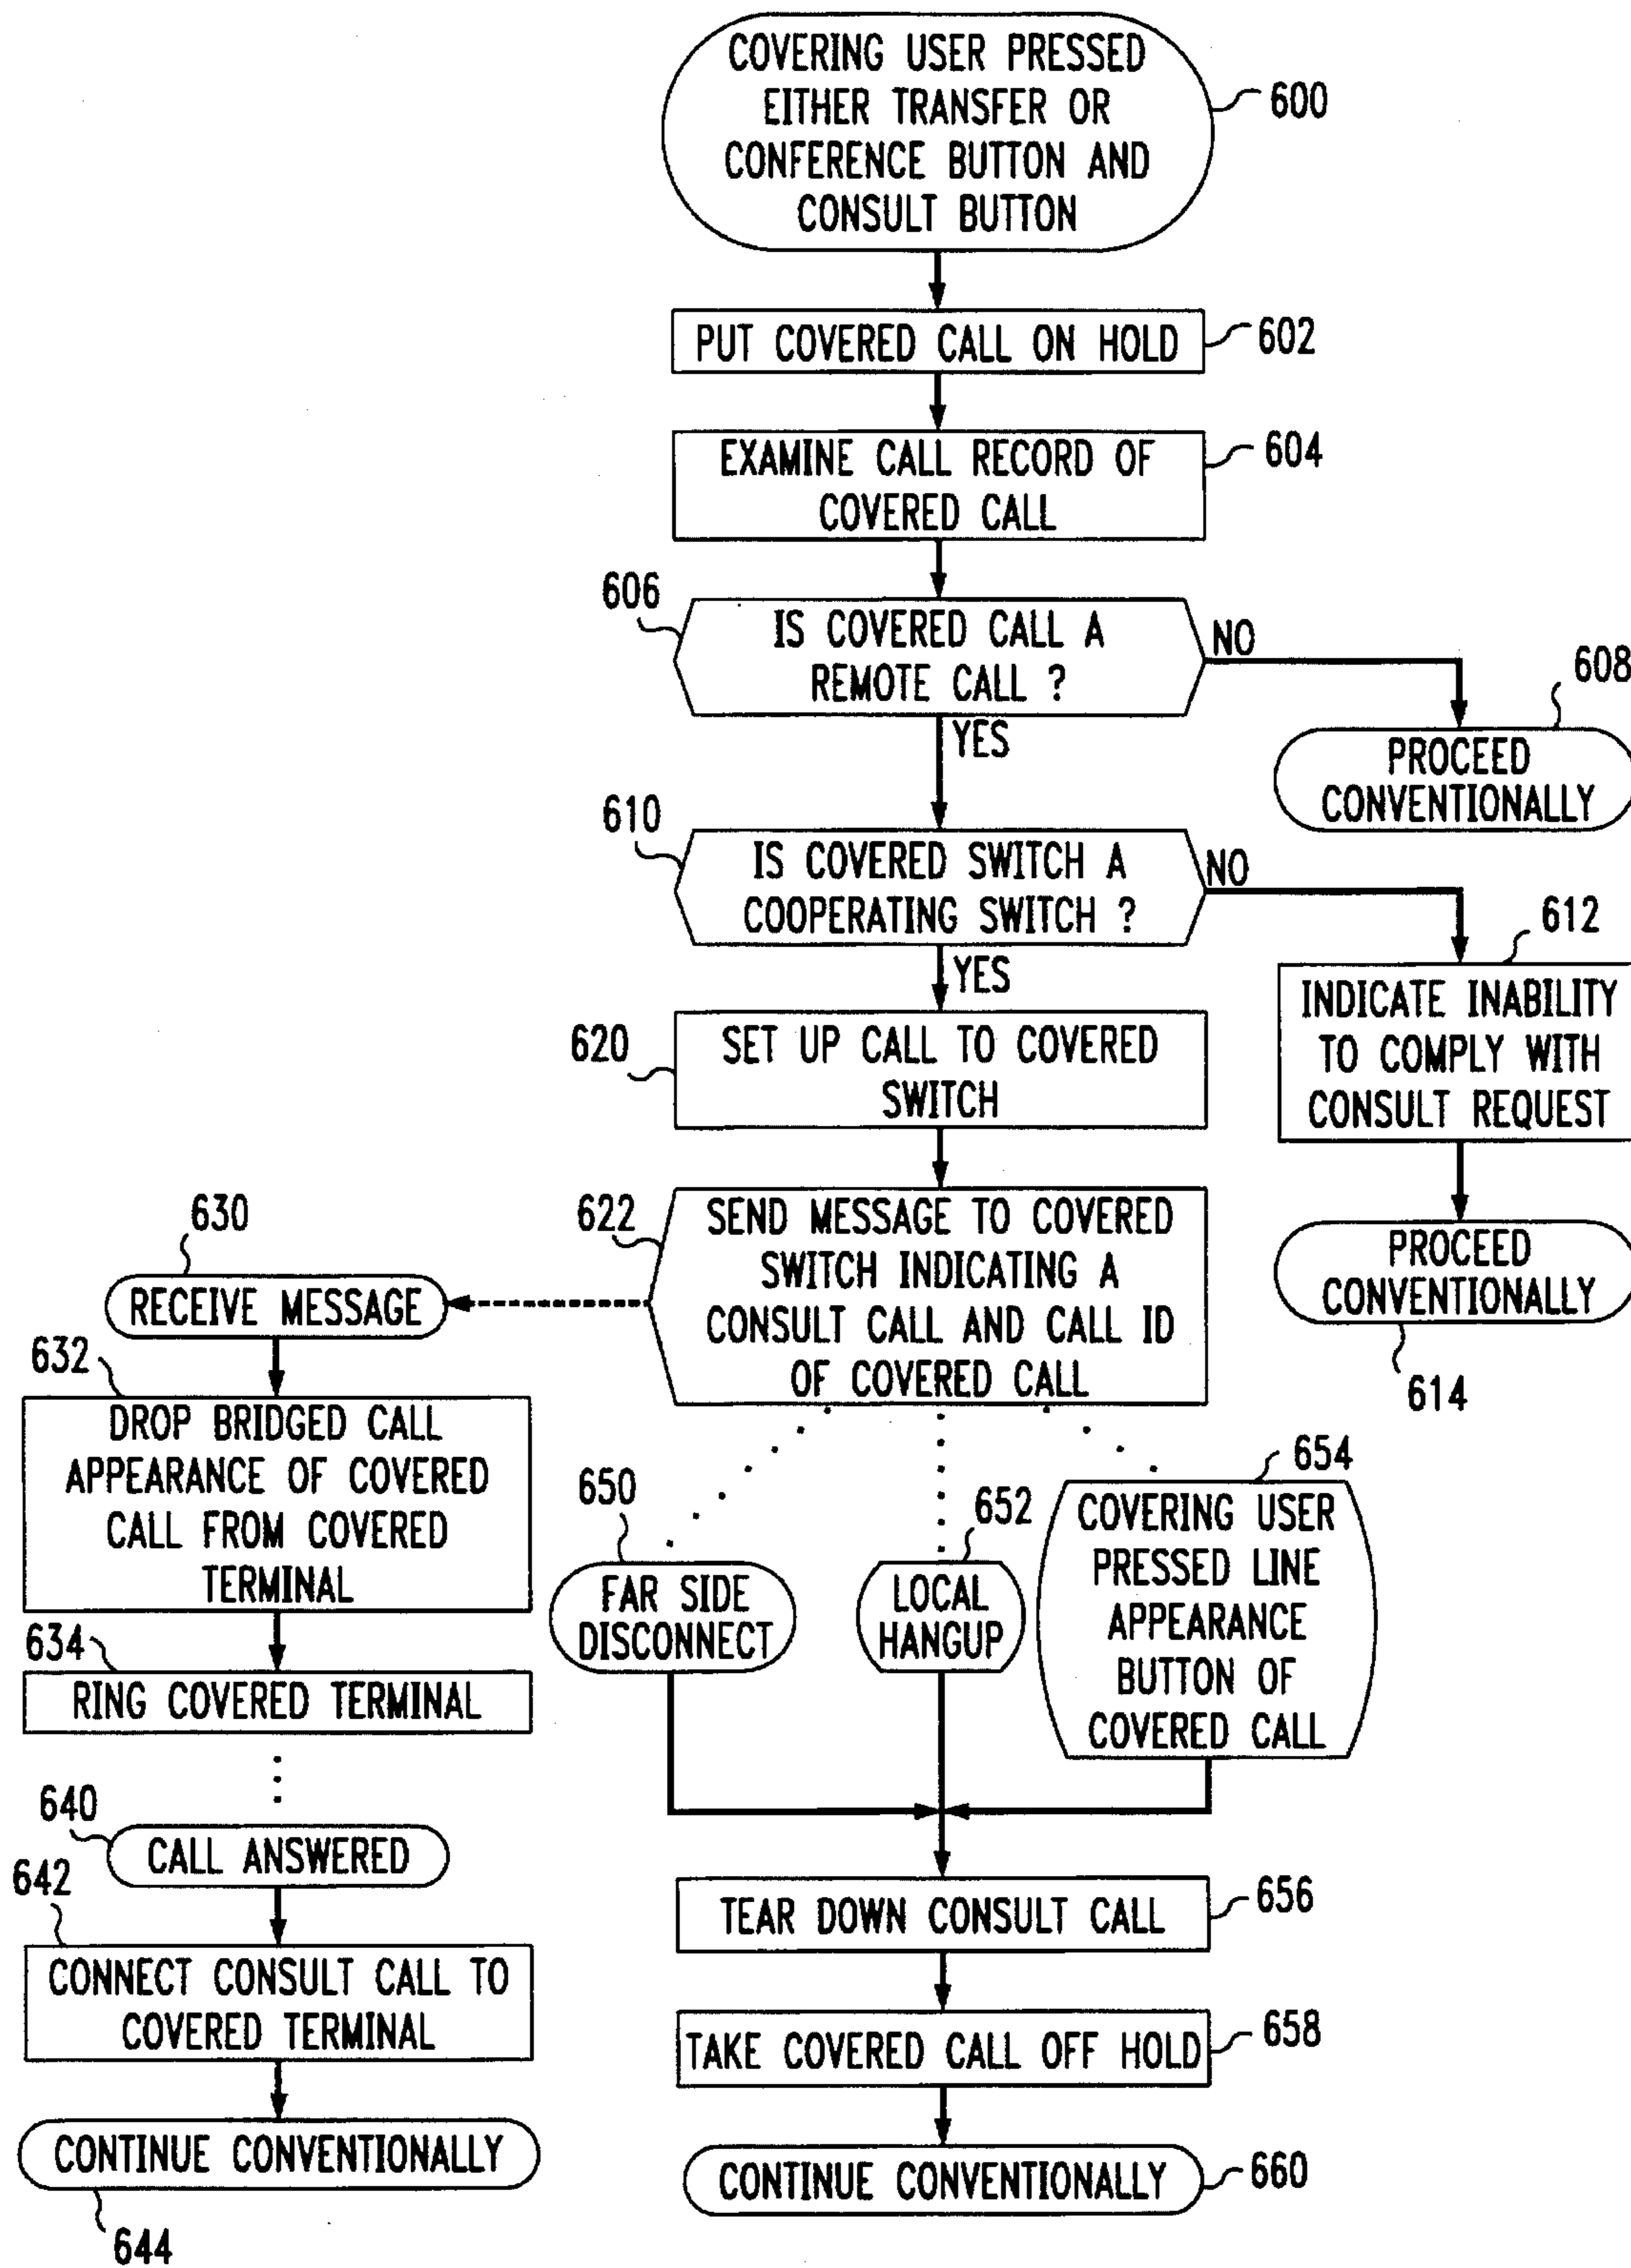 COVERING USER PRESSED
EITHER TRANSFER OR
CONFERENCE BUTTON AND
CONSULT BUTTON
600
PUT COVERED CALL ON HOLD
602
EXAMINE CALL RECORD OF
COVERED CALL
604
606
IS COVERED CALL A
REMOTE CALL ?
NO
YES
608
PROCEED
CONVENTIONALLY
610
IS COVERED SWITCH A
COOPERATING SWITCH ?
NO
YES
612
INDICATE INABILITY
TO COMPLY WITH
CONSULT REQUEST
PROCEED
CONVENTIONALLY
614
620
SET UP CALL TO COVERED
SWITCH
622
SEND MESSAGE TO COVERED
SWITCH INDICATING A
CONSULT CALL AND CALL ID
OF COVERED CALL
630
RECEIVE MESSAGE
632
DROP BRIDGED CALL
APPEARANCE OF COVERED
CALL FROM COVERED
TERMINAL
634
RING COVERED TERMINAL
640
CALL ANSWERED
642
CONNECT CONSULT CALL TO
COVERED TERMINAL
CONTINUE CONVENTIONALLY
644
650
FAR SIDE
DISCONNECT
652
LOCAL
HANGUP
654
COVERING USER
PRESSED LINE
APPEARANCE
BUTTON OF
COVERED CALL
TEAR DOWN CONSULT CALL
656
TAKE COVERED CALL OFF HOLD
658
CONTINUE CONVENTIONALLY
660